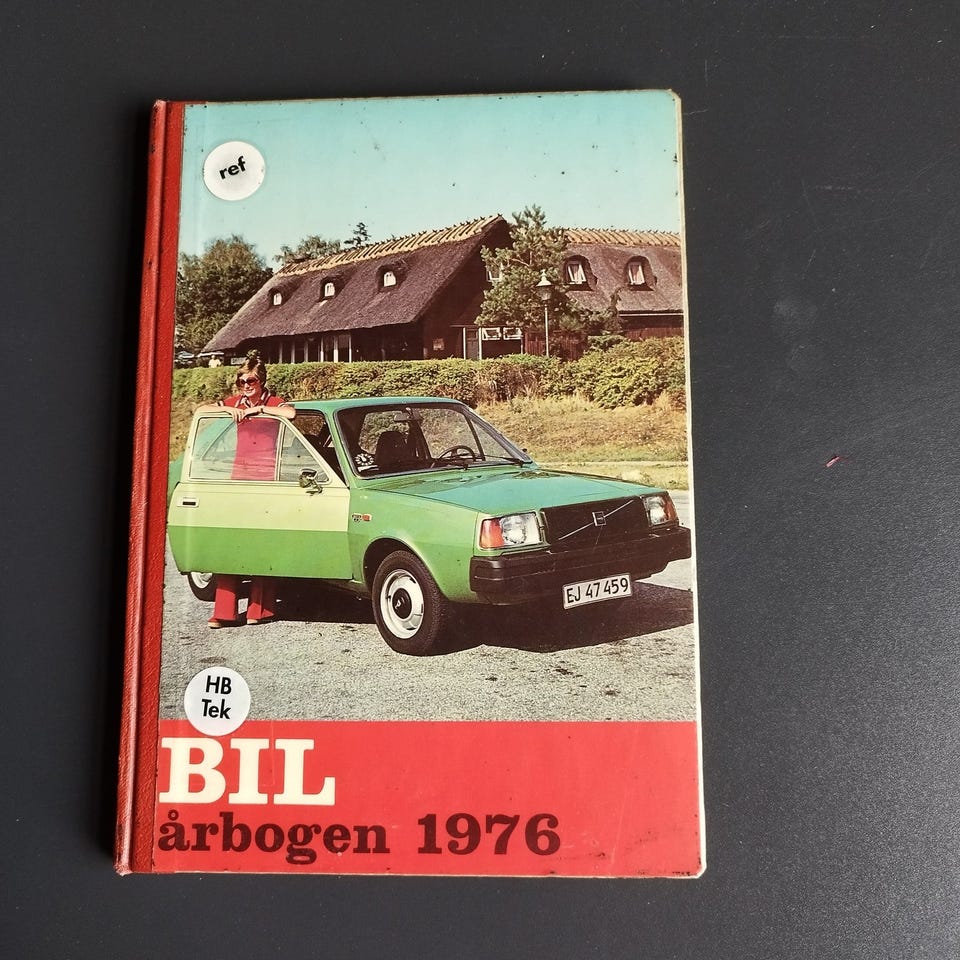 ref
EJ 47 459
HB
Tek
BIL
årbogen 1976